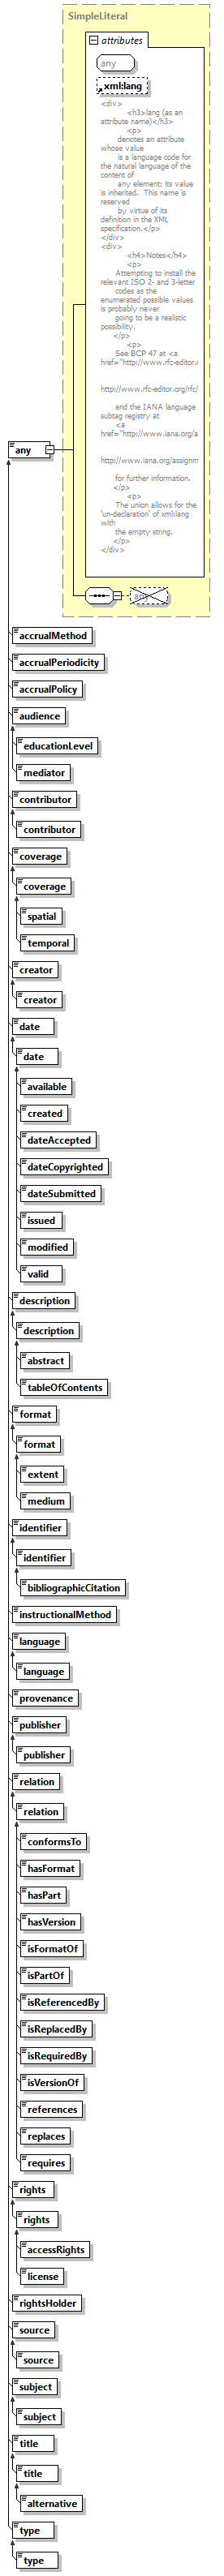 SimpleLiteral
attributes
any
xml:lang
<div>
<h3>lang (as an
attribute name)</h3>
<p>
denotes an attribute
whose value
is a language code for
the natural language of the
content of
any element; its value
is inherited.  This name is
reserved
by virtue of its
definition in the XML
specification.</p>
</div>
<div>
<h4>Notes</h4>
<p>
Attempting to install the
relevant ISO 2- and 3-letter
codes as the
enumerated possible values
is probably never
going to be a realistic
possibility.
</p>
<p>
See BCP 47 at <a
href="http://www.rfc-editor.
http://www.rfc-editor.org/rfc/
and the IANA language
subtag registry at
<a
href="http://www.iana.org/a
http://www.iana.org/assignm
for further information.
</p>
<p>
The union allows for the
'un-declaration' of xml:lang
with
the empty string.
</p>
</div>
any
any
accrualMethod
accrualPeriodicity
accrualPolicy
audience
educationLevel
mediator
contributor
contributor
coverage
coverage
spatial
temporal
creator
creator
date
date
available
created
dateAccepted
dateCopyrighted
dateSubmitted
issued
modified
valid
description
description
abstract
tableOfContents
format
format
extent
medium
identifier
identifier
bibliographicCitation
instructionalMethod
language
language
provenance
publisher
publisher
relation
relation
conformsTo
hasFormat
hasPart
hasVersion
isFormatOf
isPartOf
isReferencedBy
isReplacedBy
isRequiredBy
isVersionOf
references
replaces
requires
rights
rights
accessRights
license
rightsHolder
source
source
subject
subject
title
title
alternative
type
type